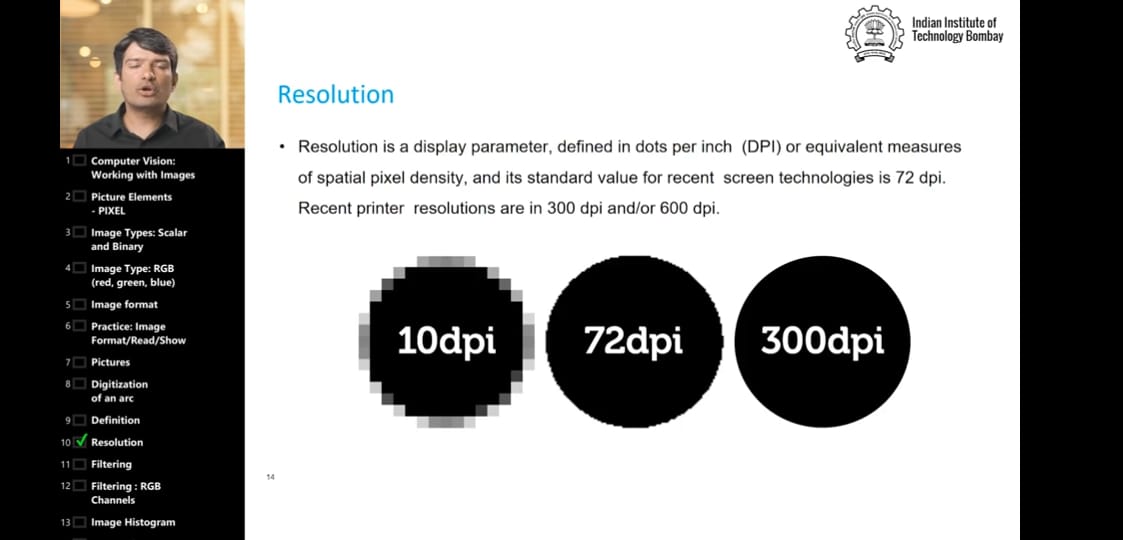 Indian Institute of
Technology Bombay
Resolution
• Resolution is a display parameter, defined in dots per inch (DPI) or equivalent measures
of spatial pixel density, and its standard value for recent screen technologies is 72 dpi.
Recent printer resolutions are in 300 dpi and/or 600 dpi.
10dpi
72dpi
300dpi
14
1 Computer Vision:
Working with Images
2 Picture Elements
- PIXEL
3 Image Types: Scalar
and Binary
4 Image Type: RGB
(red, green, blue)
5 Image format
6 Practice: Image
Format/Read/Show
7 Pictures
8 Digitization
of an arc
9 Definition
10 Resolution
11 Filtering
12 Filtering : RGB
Channels
13 Image Histogram